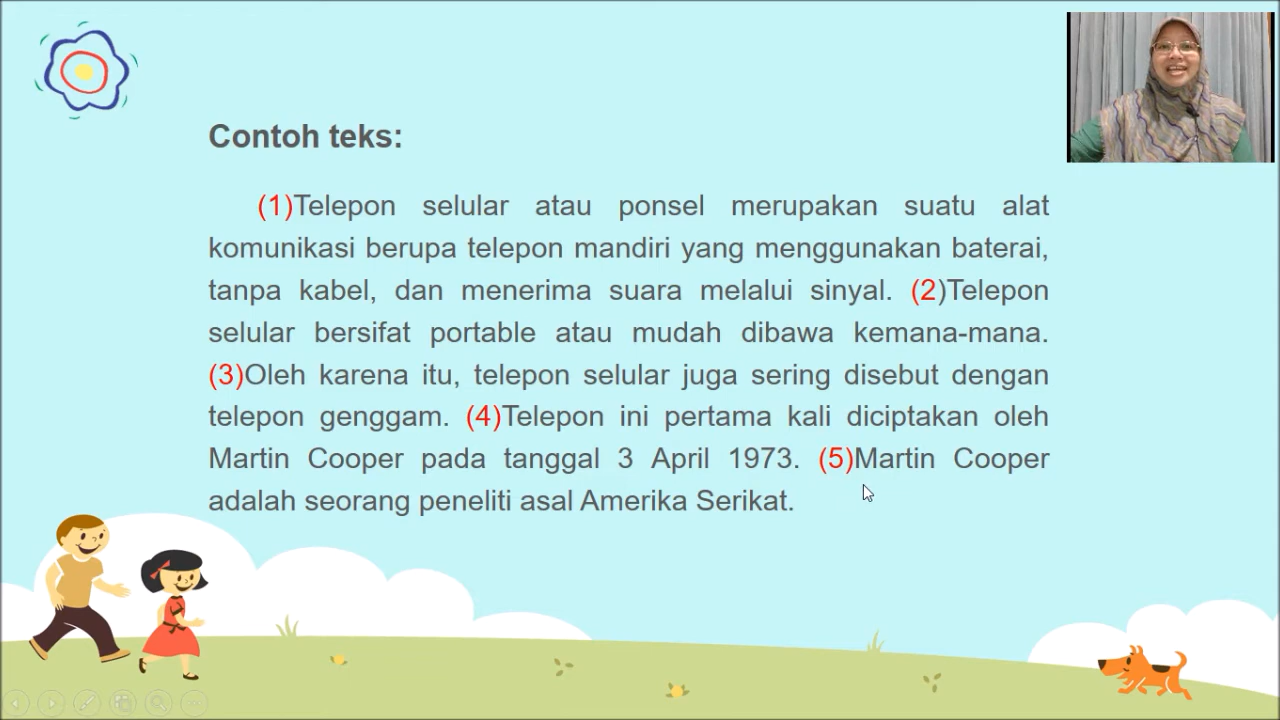 Contoh teks:
(1)Telepon selular atau ponsel merupakan suatu alat
komunikasi berupa telepon mandiri yang menggunakan baterai,
tanpa kabel, dan menerima suara melalui sinyal. (2)Telepon
selular bersifat portable atau mudah dibawa kemana-mana.
(3)Oleh karena itu, telepon selular juga sering disebut dengan
telepon genggam. (4)Telepon ini pertama kali diciptakan oleh
Martin Cooper pada tanggal 3 April 1973. (5)Martin Cooper
adalah seorang peneliti asal Amerika Serikat.